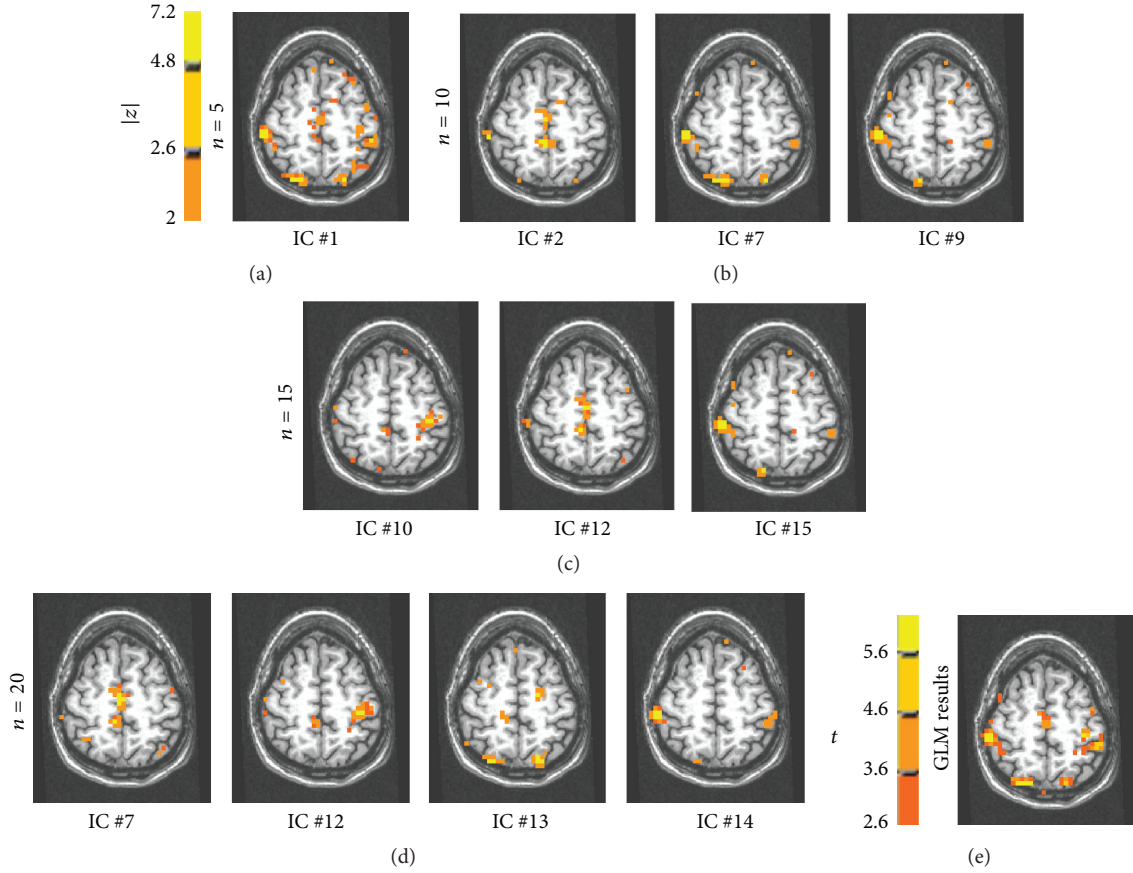 7.2
4.8
2.6
2
|z|
n = 5
IC #1
(a)
n = 10
IC #2
IC #7
IC #9
(b)
n = 15
IC #10
IC #12
IC #15
(c)
n = 20
IC #7
IC #12
IC #13
IC #14
(d)
t
5.6
4.6
3.6
2.6
GLM results
(e)